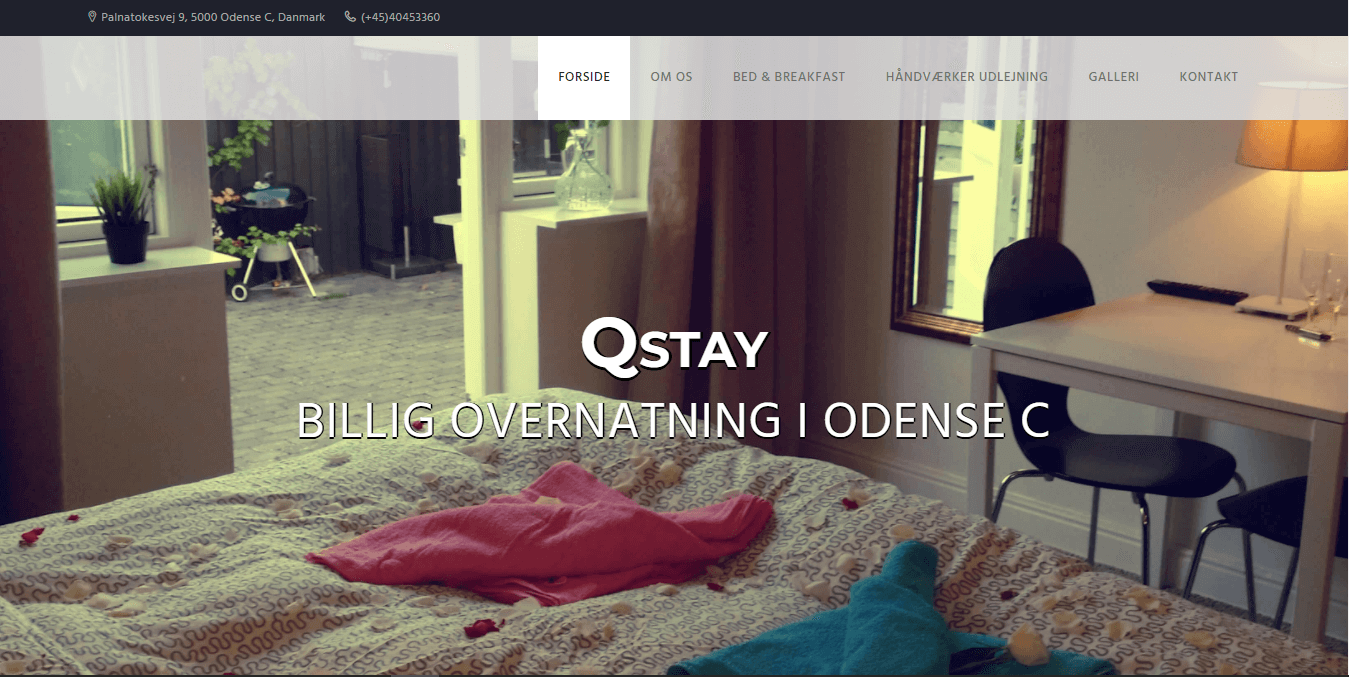 Palnatokesvej 9, 5000 Odense C, Danmark (+45)40453360
FORSIDE OM OS BED & BREAKFAST HÅNDVÆRKER UDLEJNING GALLERI KONTAKT
QSTAY
BILLIG OVERNATNING I ODENSE C